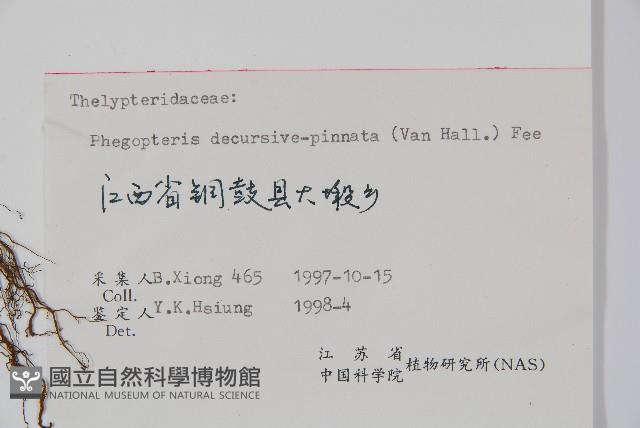 Thelypteridaceae:
Phegopteris decursive-pinnata (Van Hall.) Fee
江西省铜鼓县大塅乡
采集人B.Xiong 465 1997-10-15
Coll.
鉴定人Y.K.Hsiung 1998-4
Det.
江苏省
中国科学院植物研究所(NAS)
國立自然科學博物館
NATIONAL MUSEUM OF NATURAL SCIENCE